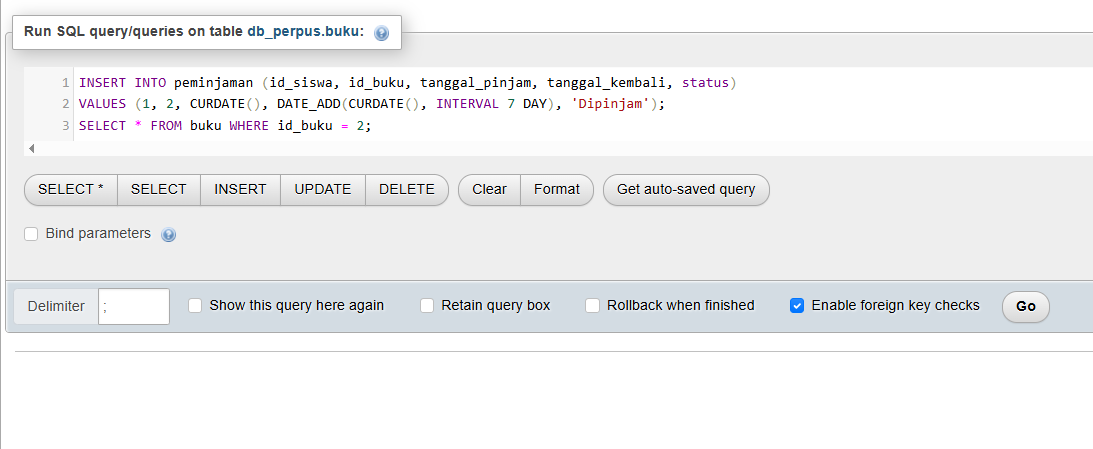 Run SQL query/queries on table db_perpus.buku:
1 INSERT INTO peminjaman (id_siswa, id_buku, tanggal_pinjam, tanggal_kembali, status)
2 VALUES (1, 2, CURDATE(), DATE_ADD(CURDATE(), INTERVAL 7 DAY), 'Dipinjam');
3 SELECT * FROM buku WHERE id_buku = 2;
SELECT * SELECT INSERT UPDATE DELETE Clear Format Get auto-saved query
Bind parameters
Delimiter ; Show this query here again Retain query box Rollback when finished Enable foreign key checks Go